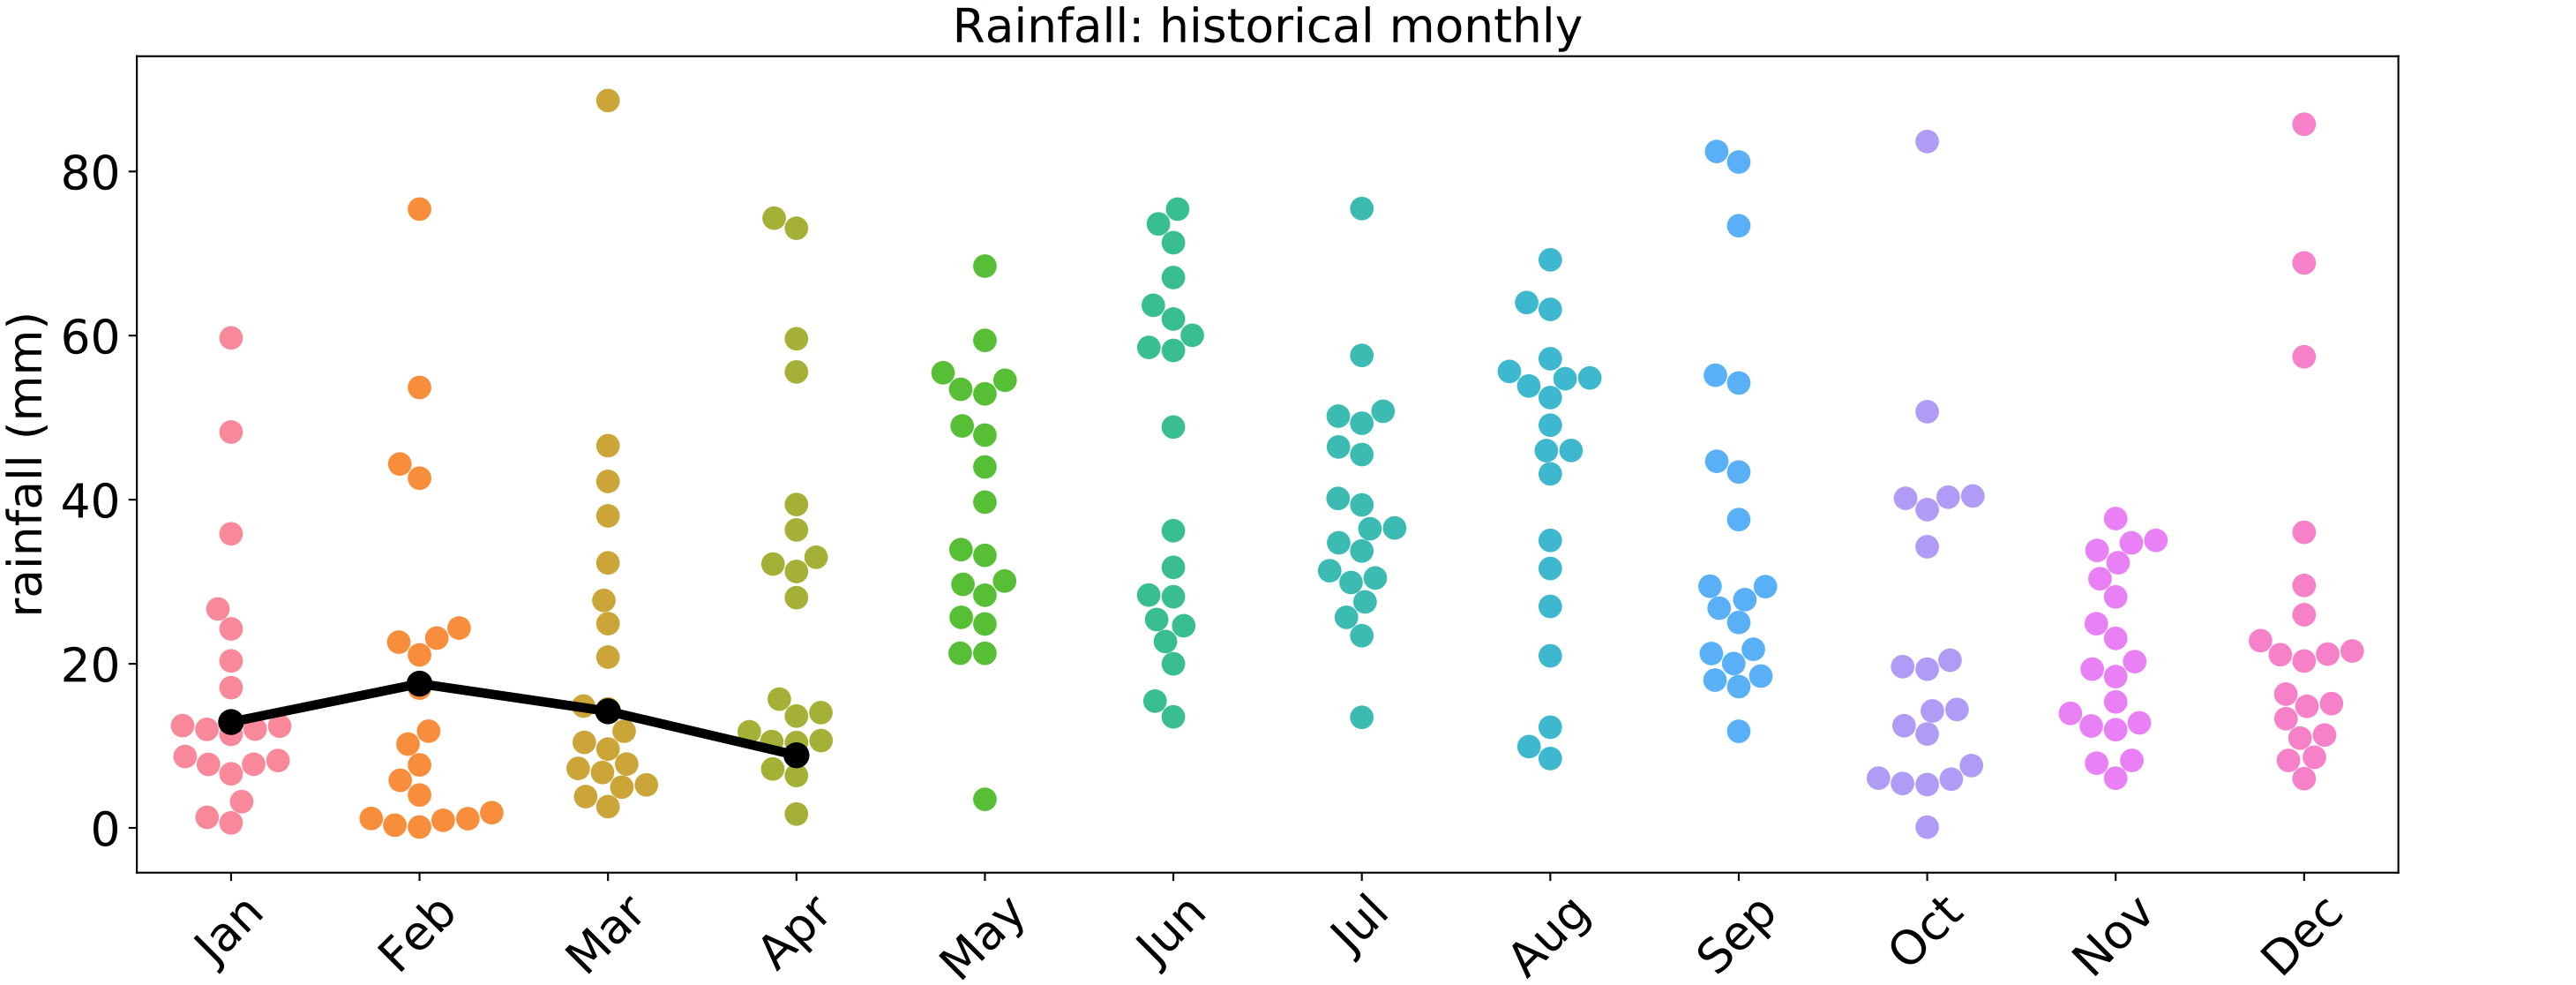 Rainfall: historical monthly
rainfall (mm)
80
60
40
20
0
Jan Feb Mar Apr May Jun Jul Aug Sep Oct Nov Dec